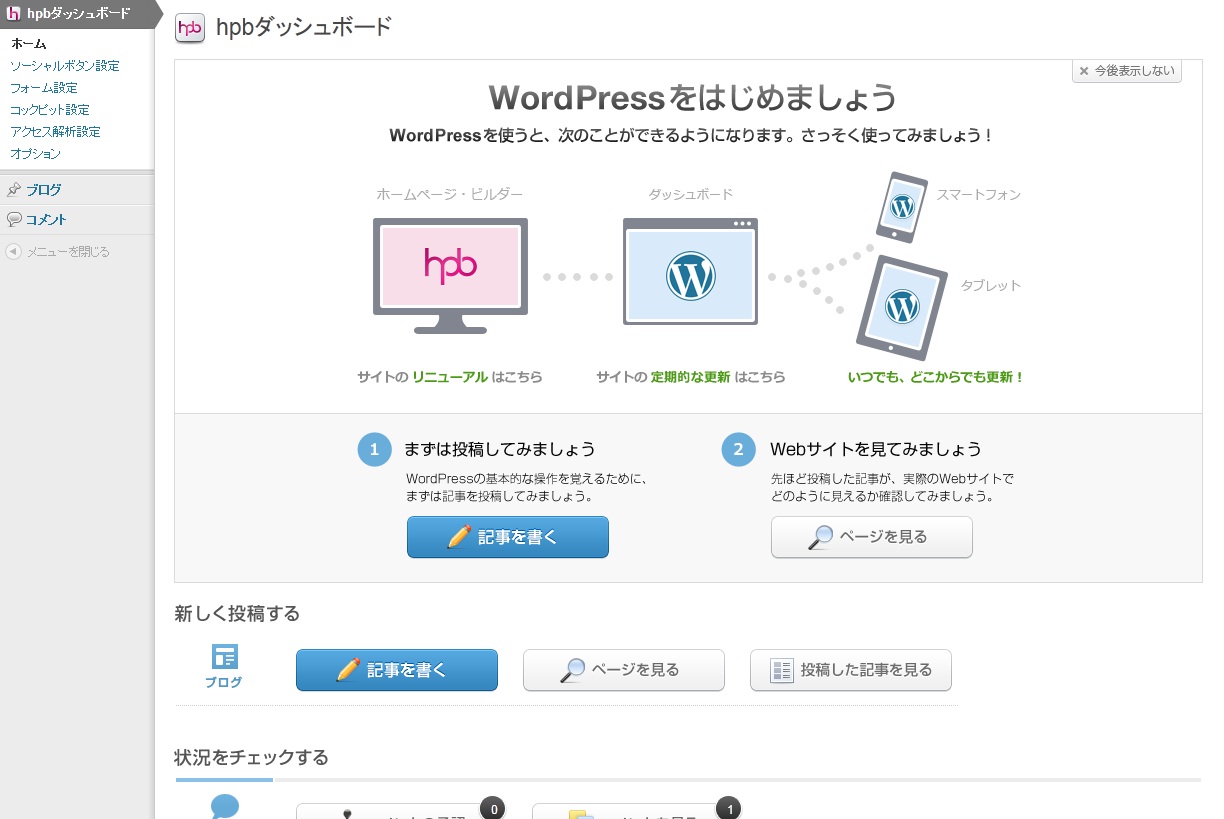 hpbダッシュボード
ホーム
ソーシャルボタン設定
フォーム設定
コックピット設定
アクセス解析設定
オプション
ブログ
コメント
メニューを閉じる
hpb
hpbダッシュボード
× 今後表示しない
WordPressをはじめましょう
WordPressを使うと、次のことができるようになります。さっそく使ってみましょう！
ホームページ・ビルダー
ダッシュボード
スマートフォン
タブレット
hpb
サイトの リニューアル はこちら
サイトの 定期的な更新 はこちら
いつでも、どこからでも更新！
1 まずは投稿してみましょう
WordPressの基本的な操作を覚えるために、
まずは記事を投稿してみましょう。
記事を書く
2 Webサイトを見てみましょう
先ほど投稿した記事が、実際のWebサイトで
どのように見えるか確認してみましょう。
ページを見る
新しく投稿する
ブログ
記事を書く
ページを見る
投稿した記事を見る
状況をチェックする
0
1